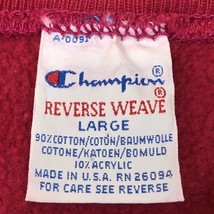 A-0091
Champion®
REVERSE WEAVE®
LARGE
90% COTTON/COTON/BAUMWOLLE
COTONE/KATOEN/BOMULD
10% ACRYLIC
MADE IN U.S.A. RN 26094
FOR CARE SEE REVERSE